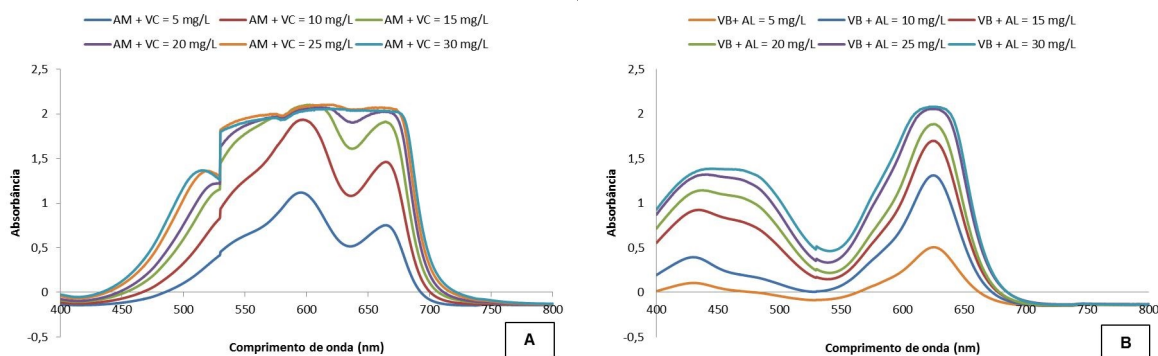 AM + VC = 5 mg/L AM + VC = 10 mg/L AM + VC = 15 mg/L
AM + VC = 20 mg/L AM + VC = 25 mg/L AM + VC = 30 mg/L
2,5
2
1,5
1
0,5
0
-0,5
400 450 500 550 600 650 700 750 800
Absorbância
Comprimento de onda (nm)
A
VB+ AL = 5 mg/L VB + AL = 10 mg/L VB + AL = 15 mg/L
VB + AL = 20 mg/L VB + AL = 25 mg/L VB + AL = 30 mg/L
2,5
2
1,5
1
0,5
0
-0,5
400 450 500 550 600 650 700 750 800
Absorbância
Comprimento de onda (nm)
B